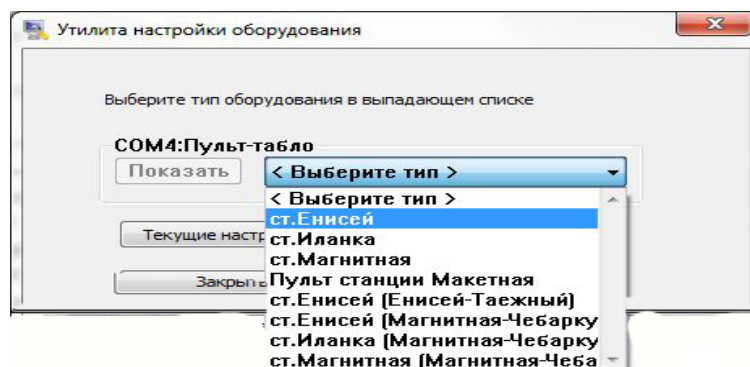 Утилита настройки оборудования
Выберите тип оборудования в выпадающем списке
COM4:Пульт-табло
Показать
< Выберите тип >
< Выберите тип >
ст.Енисей
Текущие настр
ст.Иланка
ст.Магнитная
Закрыть
Пульт станции Макетная
ст.Енисей (Енисей-Таежный)
ст.Енисей (Магнитная-Чебарку
ст.Иланка (Магнитная-Чебарку
ст.Магнитная (Магнитная-Чеба